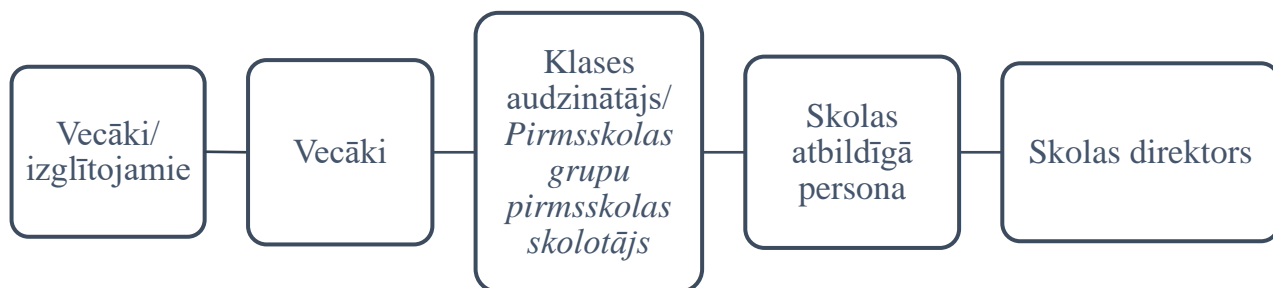 Vecāki/
izglītojamie
Vecāki
Klases
audzinātājs/
Pirmsskolas
grupu
pirmsskolas
skolotājs
Skolas
atbildīgā
persona
Skolas direktors